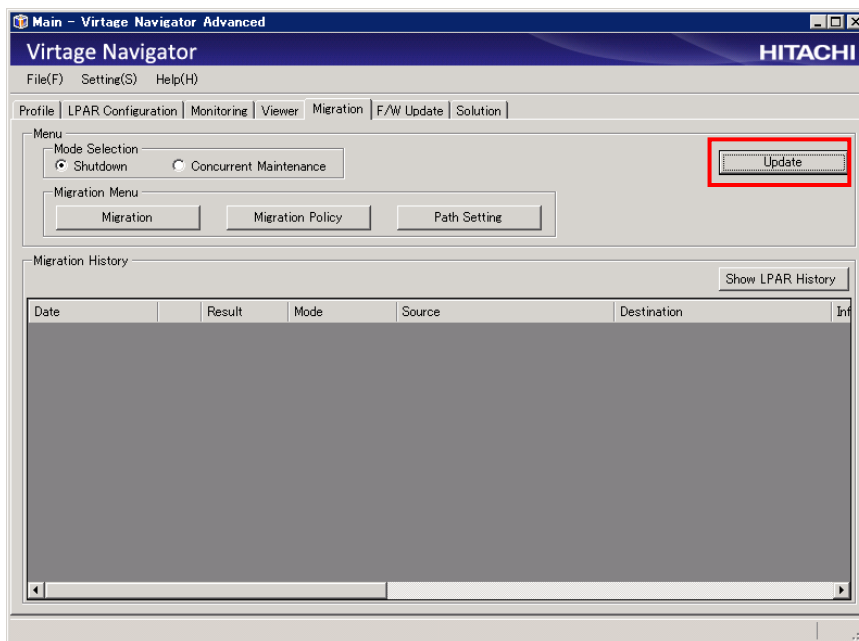 Main - Virtage Navigator Advanced
Virtage Navigator HITACHI
File(F) Setting(S) Help(H)
Profile LPAR Configuration Monitoring Viewer Migration F/W Update Solution
Menu
Mode Selection
Shutdown Concurrent Maintenance Update
Migration Menu
Migration Migration Policy Path Setting
Migration History
Show LPAR History
Date Result Mode Source Destination Inf